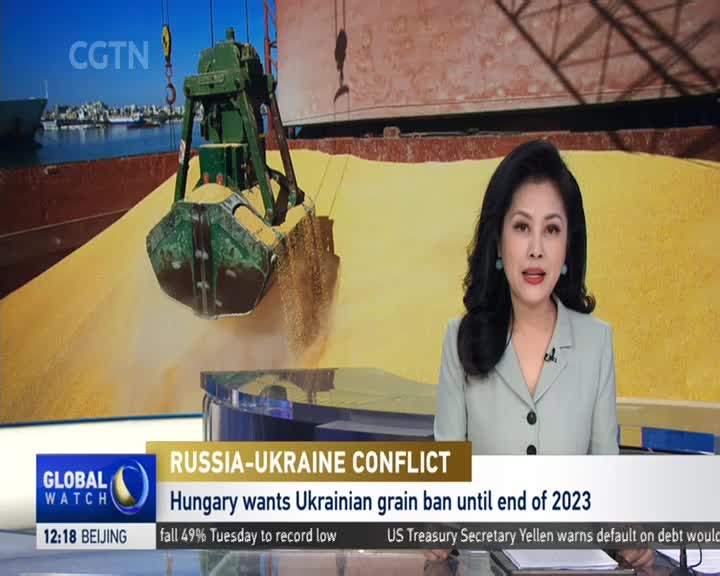 CGTN
RUSSIA-UKRAINE CONFLICT
GLOBAL
WATCH
Hungary wants Ukrainian grain ban until end of 2023
12:18 BEIJING
fall 49% Tuesday to record low
US Treasury Secretary Yellen warns default on debt would